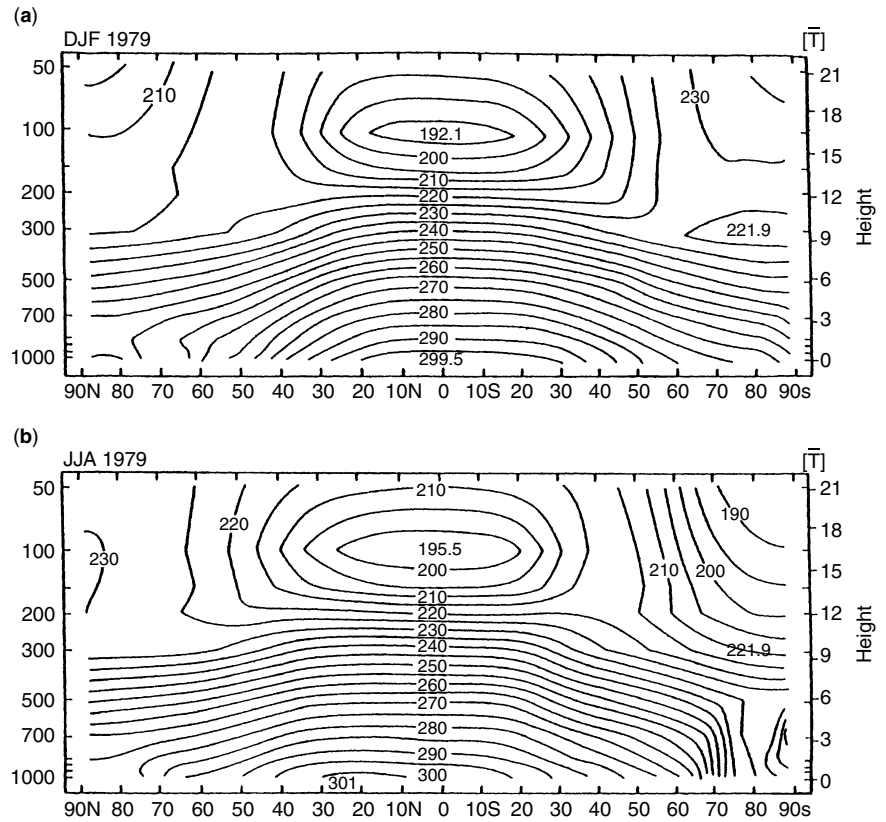 (a)
DJF 1979 [T̅]
50 210 230 21
18
100 192.1
200 15
210
200 220 12
230
300 240 221.9 9
250
500 260 6
270
700 280 3
290
1000 299.5 0
Height
90N 80 70 60 50 40 30 20 10N 0 10S 20 30 40 50 60 70 80 90s
(b)
JJA 1979 [T̅]
50 210 21
220 190 18
100 230 195.5
200 210 200 15
210
200 220 12
230
300 240 221.9 9
250
500 260 6
270
700 280 3
290
1000 300 0
301
Height
90N 80 70 60 50 40 30 20 10N 0 10S 20 30 40 50 60 70 80 90s